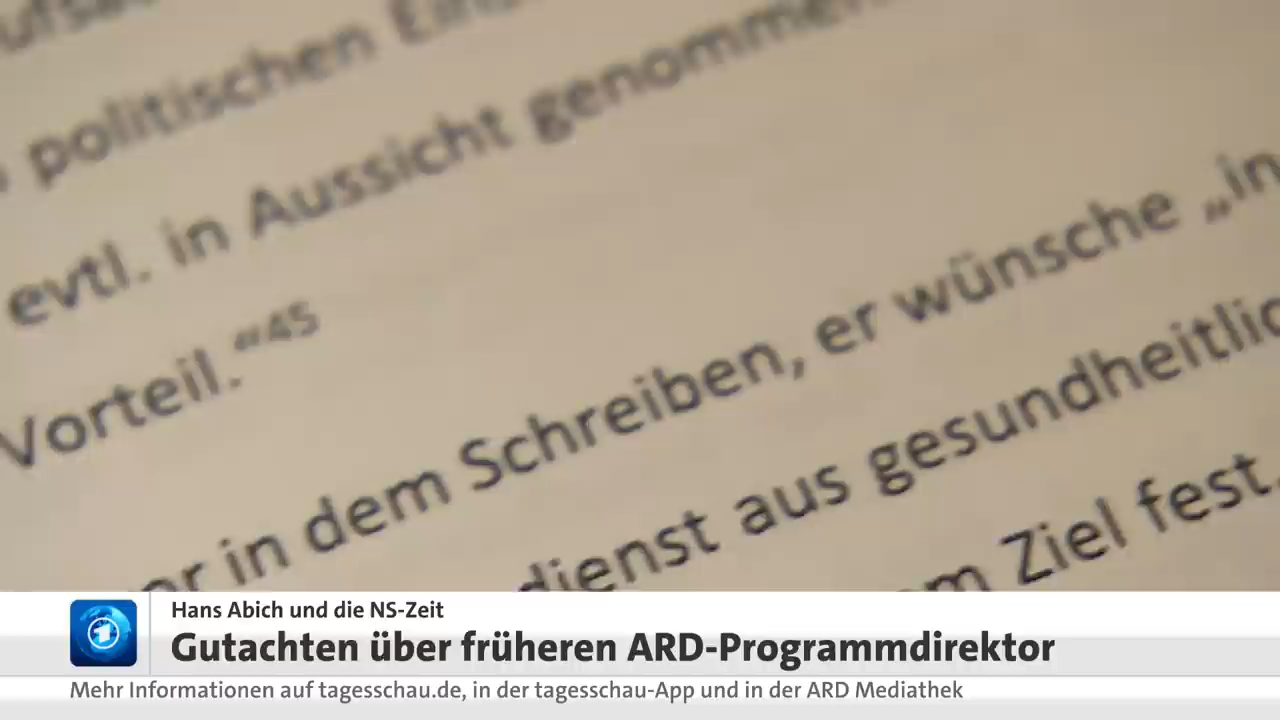 politischen
evtl. in Aussicht genommen
Vorteil.“45
in dem Schreiben, er wünsche „in
dienst aus
Ziel fest.
Hans Abich und die NS-Zeit
Gutachten über früheren ARD-Programmdirektor
Mehr Informationen auf tagesschau.de, in der tagesschau-App und in der ARD Mediathek